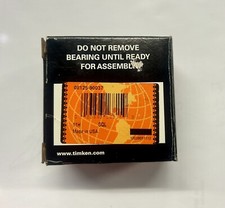 DO NOT REMOVE
BEARING UNTIL READY
FOR ASSEMBLY
Made in USA
www.timken.com